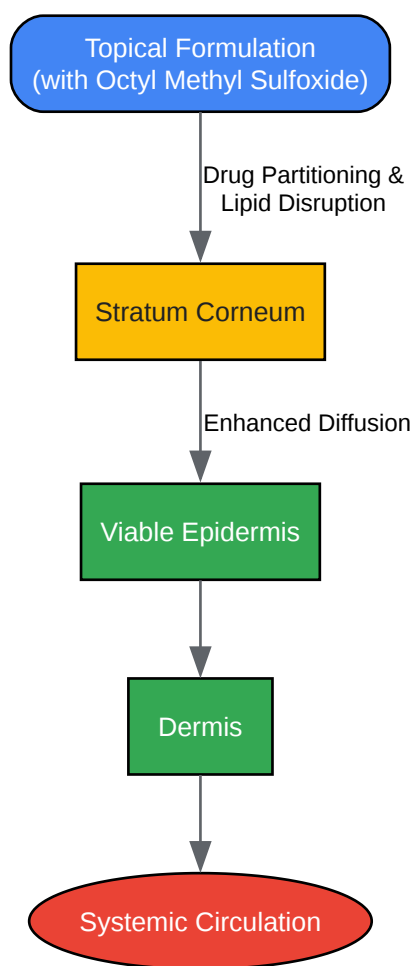 Topical Formulation
(with Octyl Methyl Sulfoxide)
Drug Partitioning &
Lipid Disruption
Stratum Corneum
Enhanced Diffusion
Viable Epidermis
Dermis
Systemic Circulation